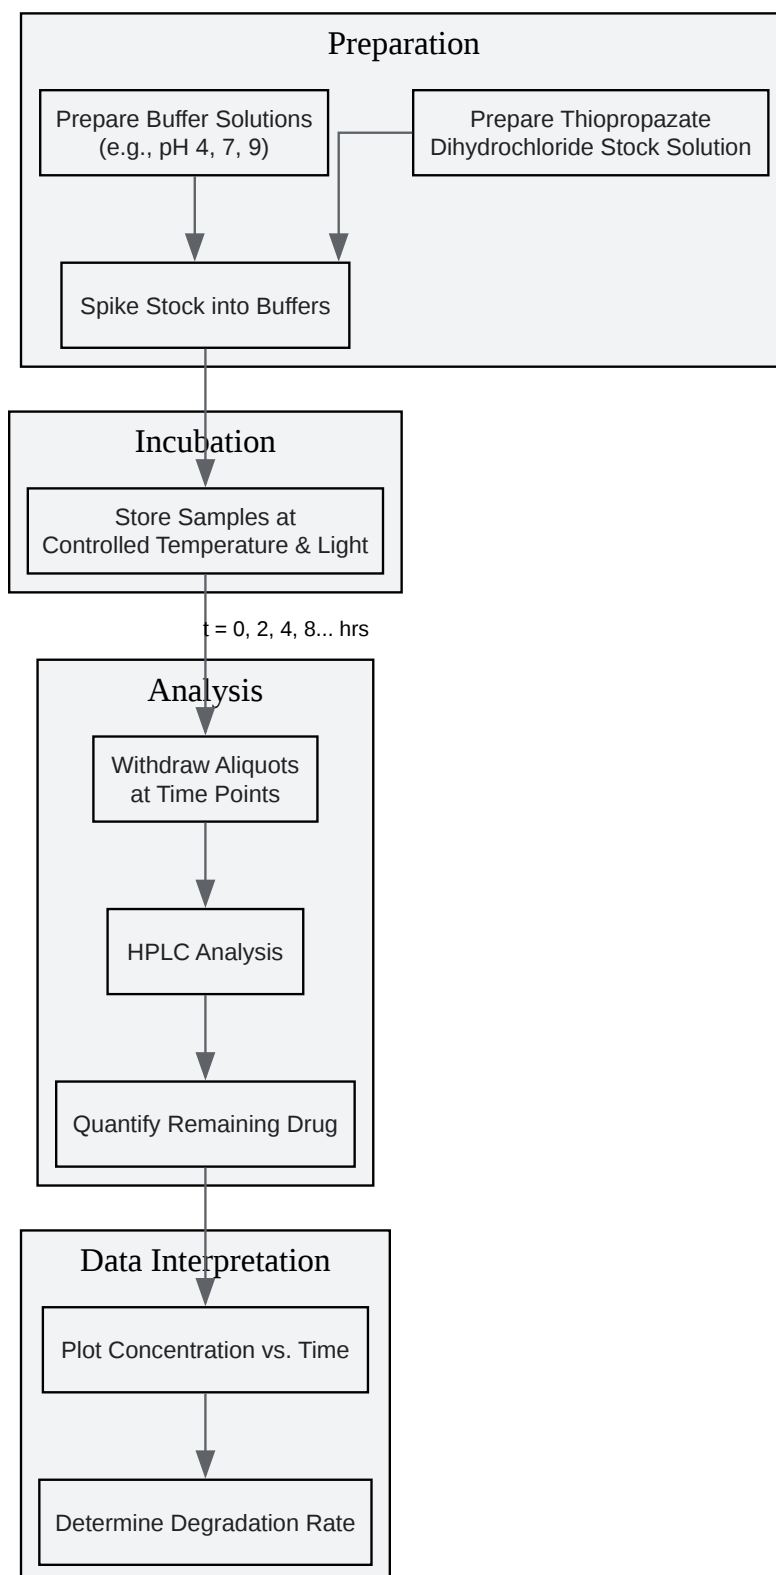 Preparation
Prepare Buffer Solutions
(e.g., pH 4, 7, 9)
Prepare Thiopropazate
Dihydrochloride Stock Solution
Spike Stock into Buffers
Incubation
Store Samples at
Controlled Temperature & Light
t = 0, 2, 4, 8... hrs
Analysis
Withdraw Aliquots
at Time Points
HPLC Analysis
Quantify Remaining Drug
Data Interpretation
Plot Concentration vs. Time
Determine Degradation Rate